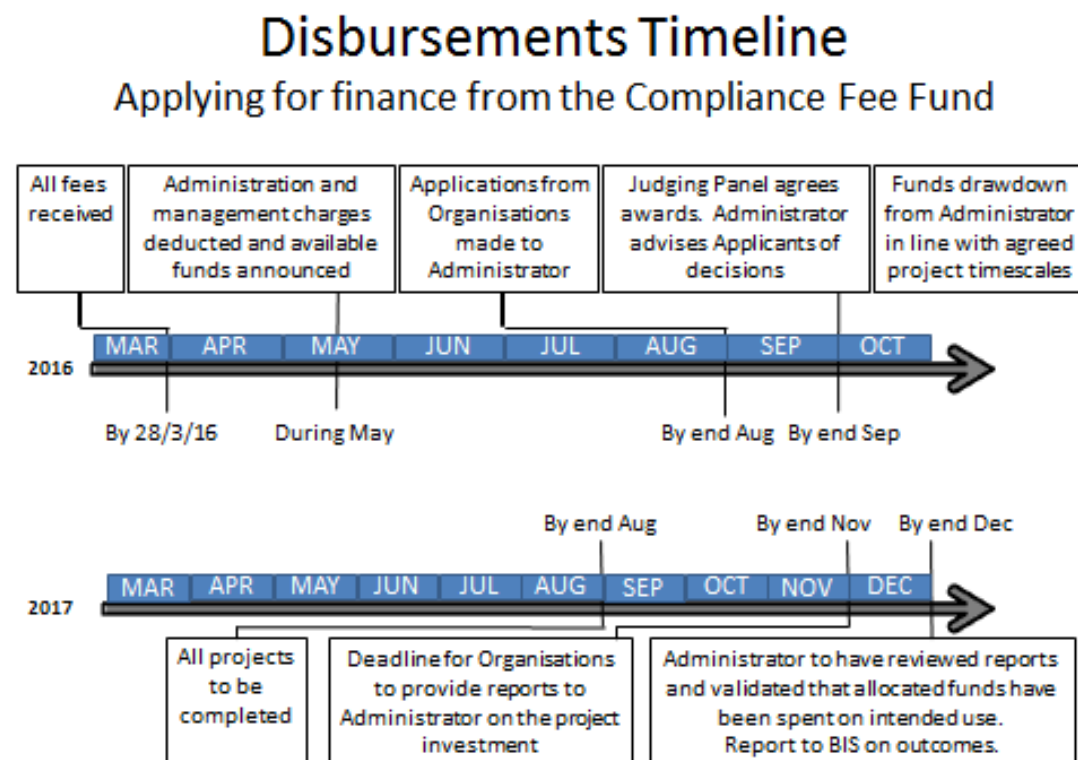 Disbursements Timeline
Applying for finance from the Compliance Fee Fund
All fees
received
Administration and
management charges
deducted and available
funds announced
Applications from
Organisations
made to
Administrator
Judging Panel agrees
awards. Administrator
advises Applicants of
decisions
Funds drawdown
from Administrator
in line with agreed
project timescales
2016
MAR APR MAY JUN JUL AUG SEP OCT
By 28/3/16 During May By end Aug By end Sep
By end Aug By end Nov By end Dec
2017
MAR APR MAY JUN JUL AUG SEP OCT NOV DEC
All projects
to be
completed
Deadline for Organisations
to provide reports to
Administrator on the project
investment
Administrator to have reviewed reports
and validated that allocated funds have
been spent on intended use.
Report to BIS on outcomes.